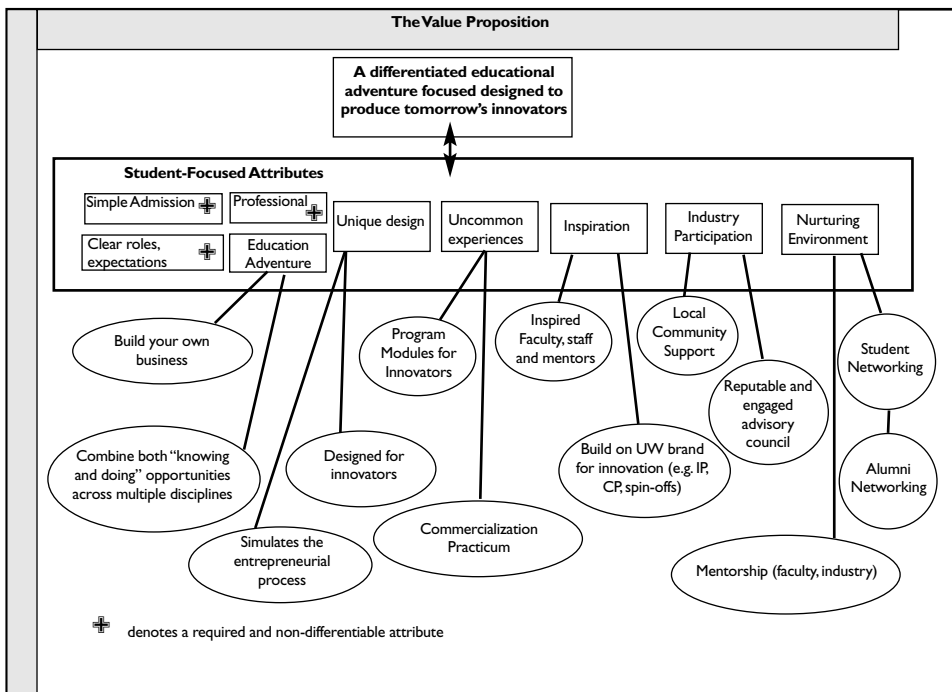 The Value Proposition
A differentiated educational
adventure focused designed to
produce tomorrow's innovators
Student-Focused Attributes
Simple Admission
Professional
Clear roles,
expectations
Education
Adventure
Unique design
Uncommon
experiences
Inspiration
Industry
Participation
Nurturing
Environment
Build your own
business
Program
Modules for
Innovators
Inspired
Faculty, staff
and mentors
Local
Community
Support
Student
Networking
Reputable and
engaged
advisory
council
Combine both “knowing
and doing” opportunities
across multiple disciplines
Designed for
innovators
Build on UW brand
for innovation (e.g. IP,
CP, spin-offs)
Alumni
Networking
Simulates the
entrepreneurial
process
Commercialization
Practicum
Mentorship (faculty, industry)
denotes a required and non-differentiable attribute